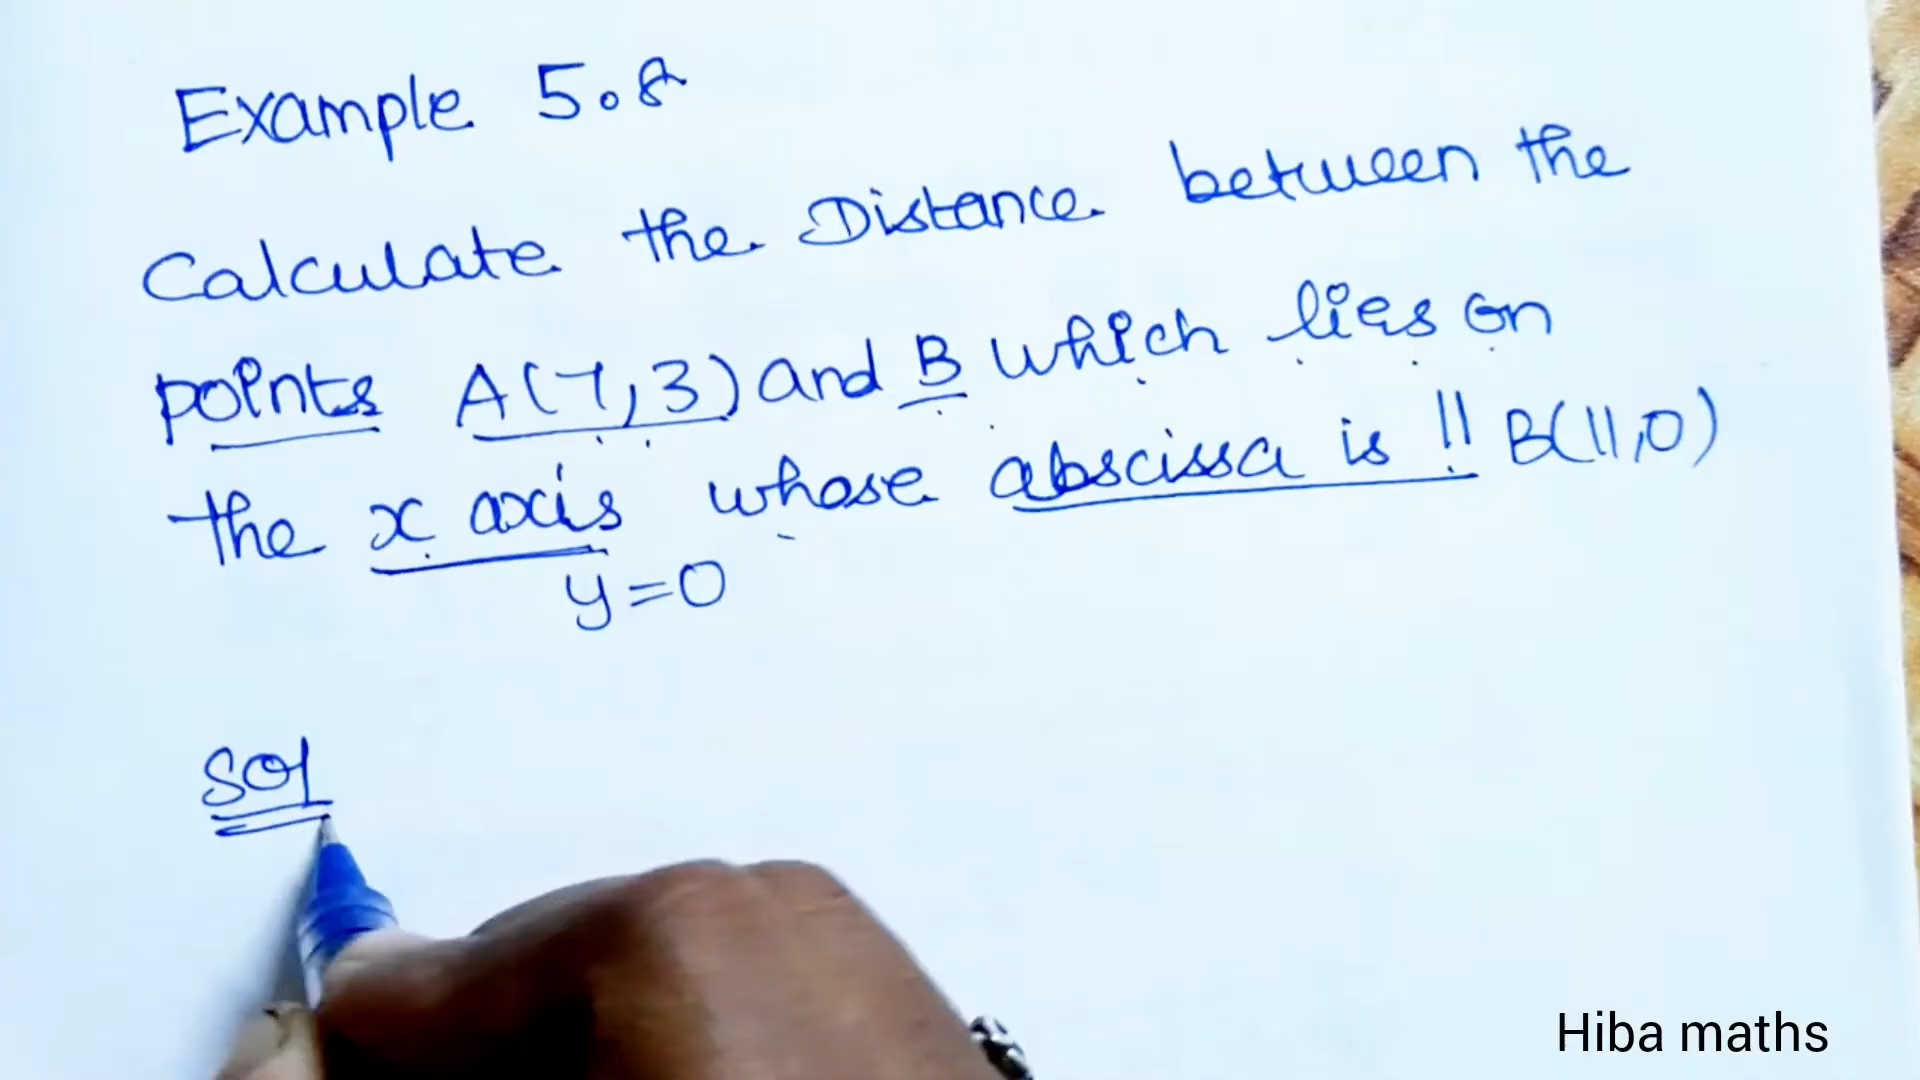 Example 5.8
Calculate the Distance between the
points A(7,3) and B which lies on
the x axis whose abscissa is 11 B(11,0)
y=0
Sol
Hiba maths